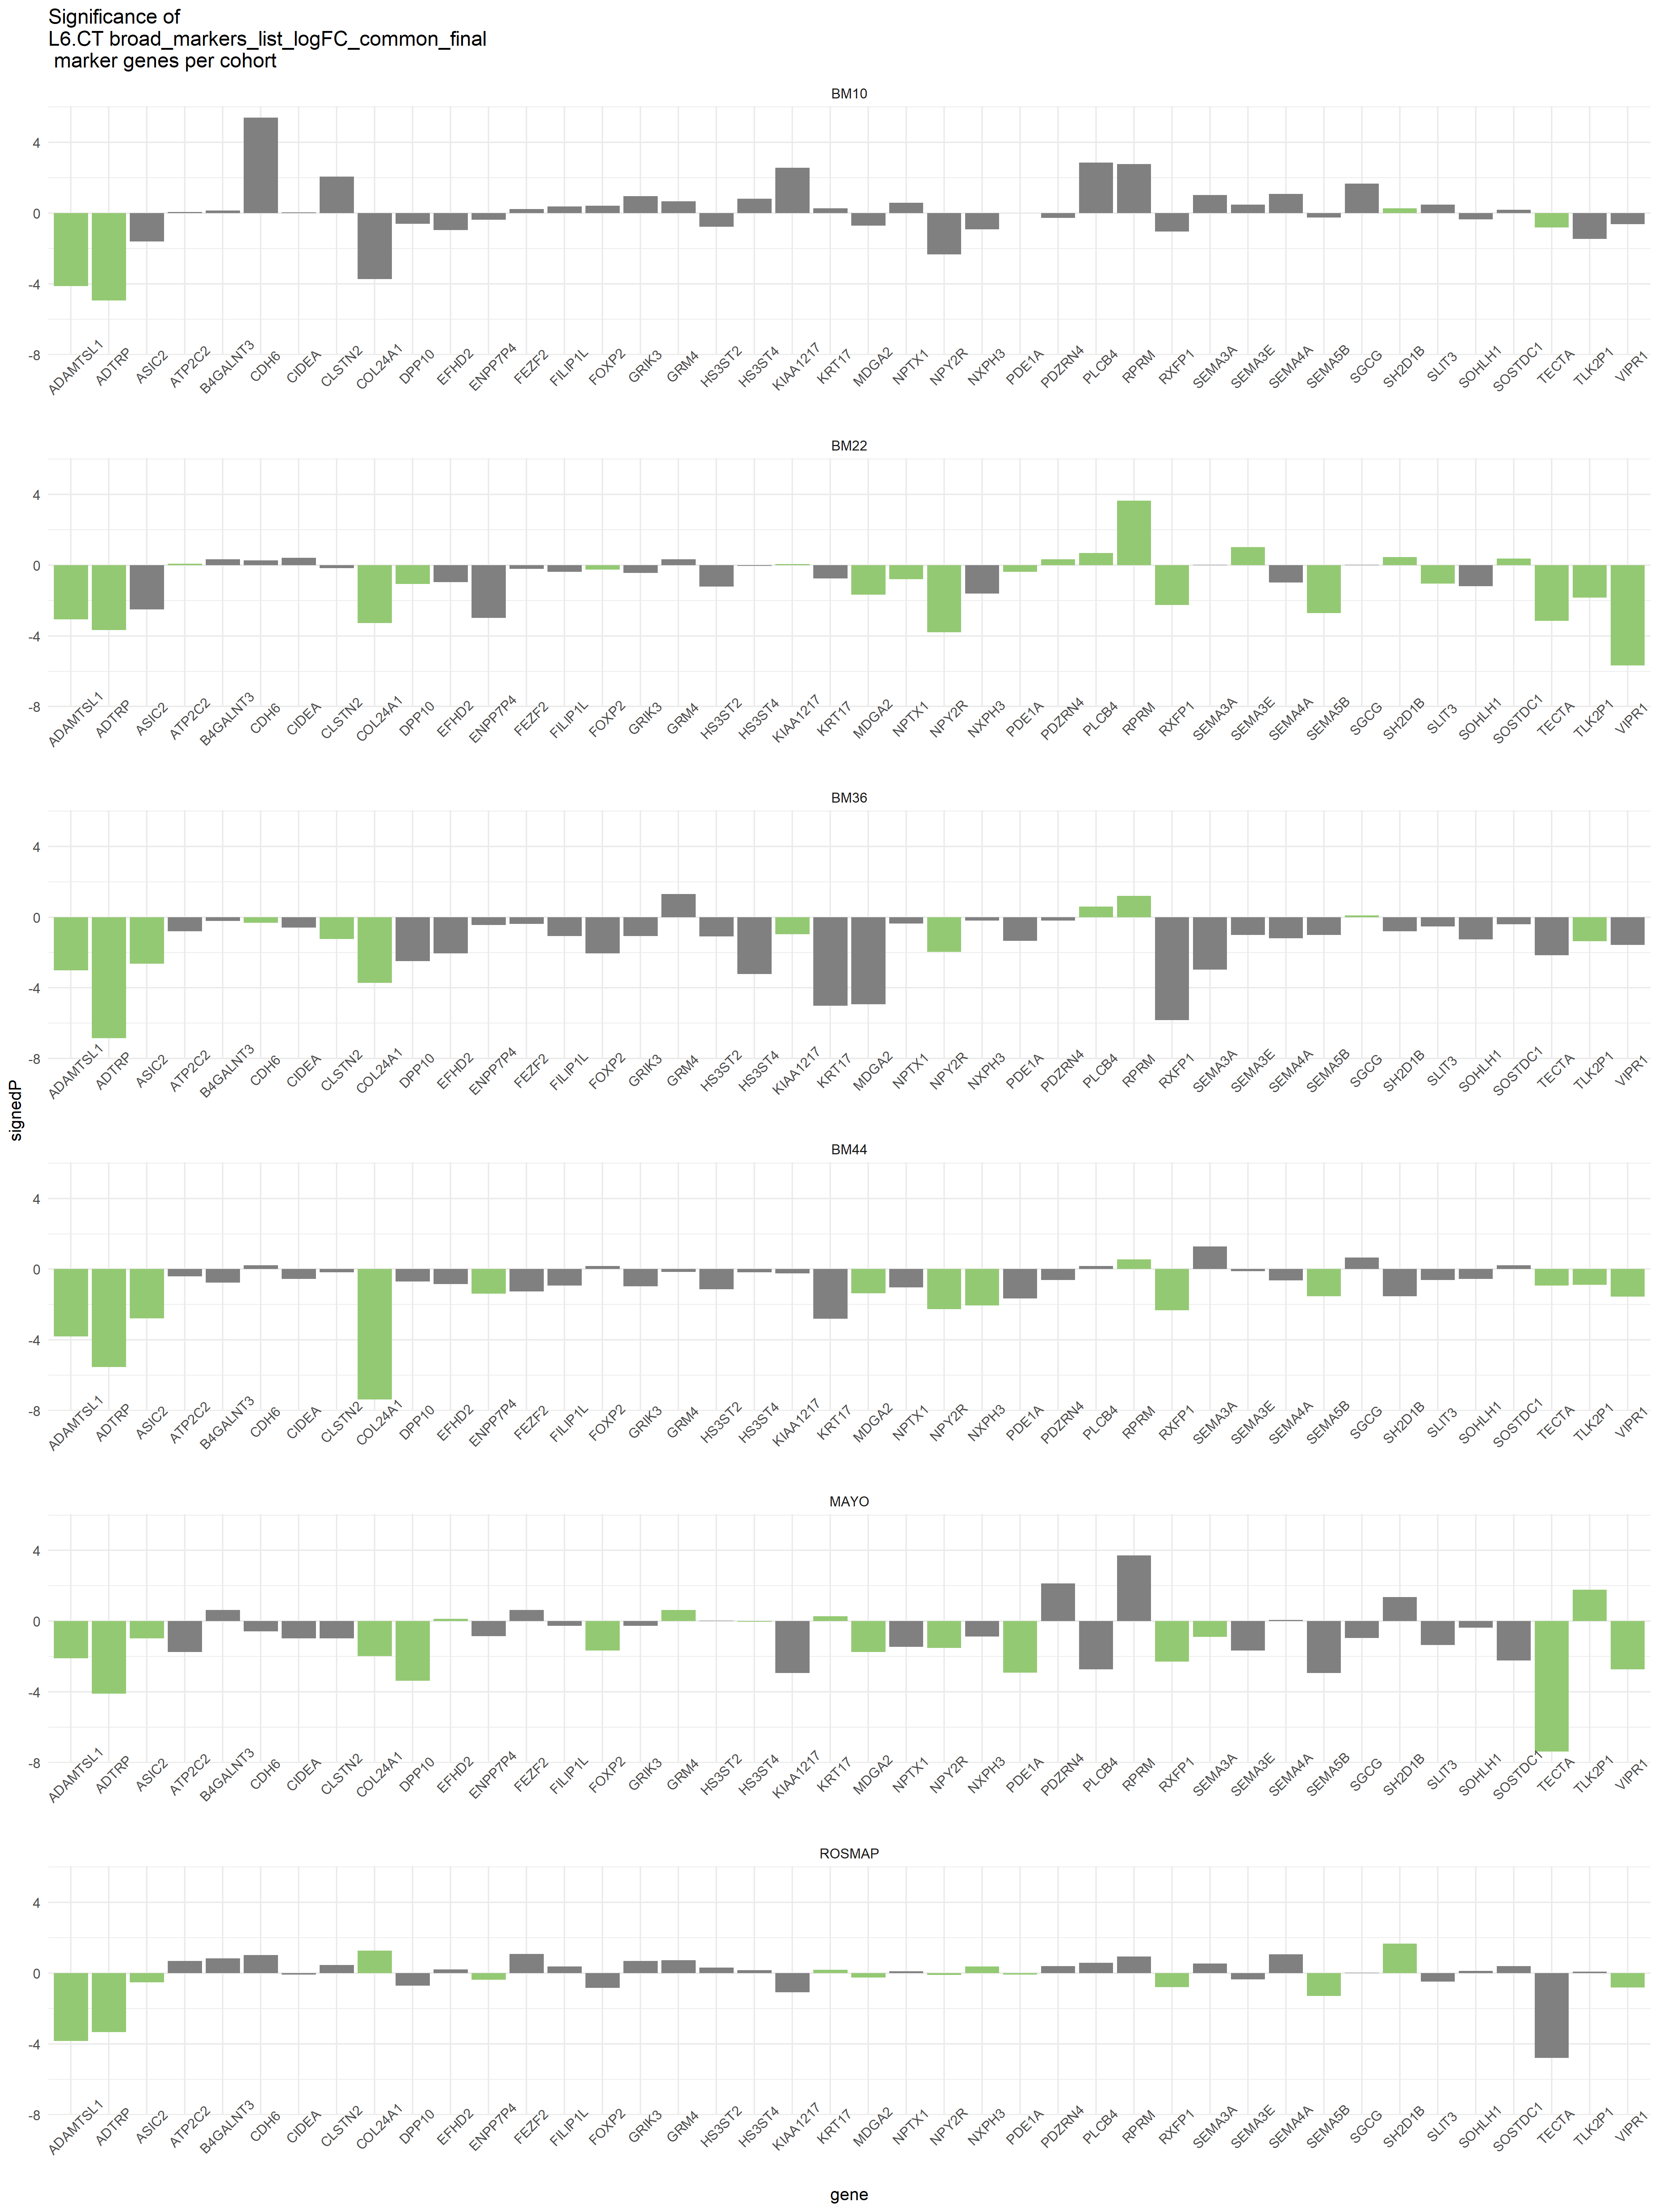 Significance of
L6.CT broad_markers_list_logFC_common_final
marker genes per cohort
BM10
4
0
-4
-8
ADAMTSL1 ADTRP ASIC2 ATP2C2 B4GALNT3 CDH6 CIDEA CLSTN2 COL24A1 DPP10 EFHD2 ENPP7P4 FEZF2 FILIP1L FOXP2 GRIK3 GRM4 HS3ST2 HS3ST4 KIAA1217 KRT17 MDGA2 NPTX1 NPY2R NXPH3 PDE1A PDZRN4 PLCB4 RPRM RXFP1 SEMA3A SEMA3E SEMA4A SEMA5B SGCG SH2D1B SLIT3 SOHLH1 SOSTDC1 TECTA TLK2P1 VIPR1
BM22
4
0
-4
-8
ADAMTSL1 ADTRP ASIC2 ATP2C2 B4GALNT3 CDH6 CIDEA CLSTN2 COL24A1 DPP10 EFHD2 ENPP7P4 FEZF2 FILIP1L FOXP2 GRIK3 GRM4 HS3ST2 HS3ST4 KIAA1217 KRT17 MDGA2 NPTX1 NPY2R NXPH3 PDE1A PDZRN4 PLCB4 RPRM RXFP1 SEMA3A SEMA3E SEMA4A SEMA5B SGCG SH2D1B SLIT3 SOHLH1 SOSTDC1 TECTA TLK2P1 VIPR1
BM36
4
0
-4
-8
ADAMTSL1 ADTRP ASIC2 ATP2C2 B4GALNT3 CDH6 CIDEA CLSTN2 COL24A1 DPP10 EFHD2 ENPP7P4 FEZF2 FILIP1L FOXP2 GRIK3 GRM4 HS3ST2 HS3ST4 KIAA1217 KRT17 MDGA2 NPTX1 NPY2R NXPH3 PDE1A PDZRN4 PLCB4 RPRM RXFP1 SEMA3A SEMA3E SEMA4A SEMA5B SGCG SH2D1B SLIT3 SOHLH1 SOSTDC1 TECTA TLK2P1 VIPR1
signedP
BM44
4
0
-4
-8
ADAMTSL1 ADTRP ASIC2 ATP2C2 B4GALNT3 CDH6 CIDEA CLSTN2 COL24A1 DPP10 EFHD2 ENPP7P4 FEZF2 FILIP1L FOXP2 GRIK3 GRM4 HS3ST2 HS3ST4 KIAA1217 KRT17 MDGA2 NPTX1 NPY2R NXPH3 PDE1A PDZRN4 PLCB4 RPRM RXFP1 SEMA3A SEMA3E SEMA4A SEMA5B SGCG SH2D1B SLIT3 SOHLH1 SOSTDC1 TECTA TLK2P1 VIPR1
MAYO
4
0
-4
-8
ADAMTSL1 ADTRP ASIC2 ATP2C2 B4GALNT3 CDH6 CIDEA CLSTN2 COL24A1 DPP10 EFHD2 ENPP7P4 FEZF2 FILIP1L FOXP2 GRIK3 GRM4 HS3ST2 HS3ST4 KIAA1217 KRT17 MDGA2 NPTX1 NPY2R NXPH3 PDE1A PDZRN4 PLCB4 RPRM RXFP1 SEMA3A SEMA3E SEMA4A SEMA5B SGCG SH2D1B SLIT3 SOHLH1 SOSTDC1 TECTA TLK2P1 VIPR1
ROSMAP
4
0
-4
-8
ADAMTSL1 ADTRP ASIC2 ATP2C2 B4GALNT3 CDH6 CIDEA CLSTN2 COL24A1 DPP10 EFHD2 ENPP7P4 FEZF2 FILIP1L FOXP2 GRIK3 GRM4 HS3ST2 HS3ST4 KIAA1217 KRT17 MDGA2 NPTX1 NPY2R NXPH3 PDE1A PDZRN4 PLCB4 RPRM RXFP1 SEMA3A SEMA3E SEMA4A SEMA5B SGCG SH2D1B SLIT3 SOHLH1 SOSTDC1 TECTA TLK2P1 VIPR1
gene